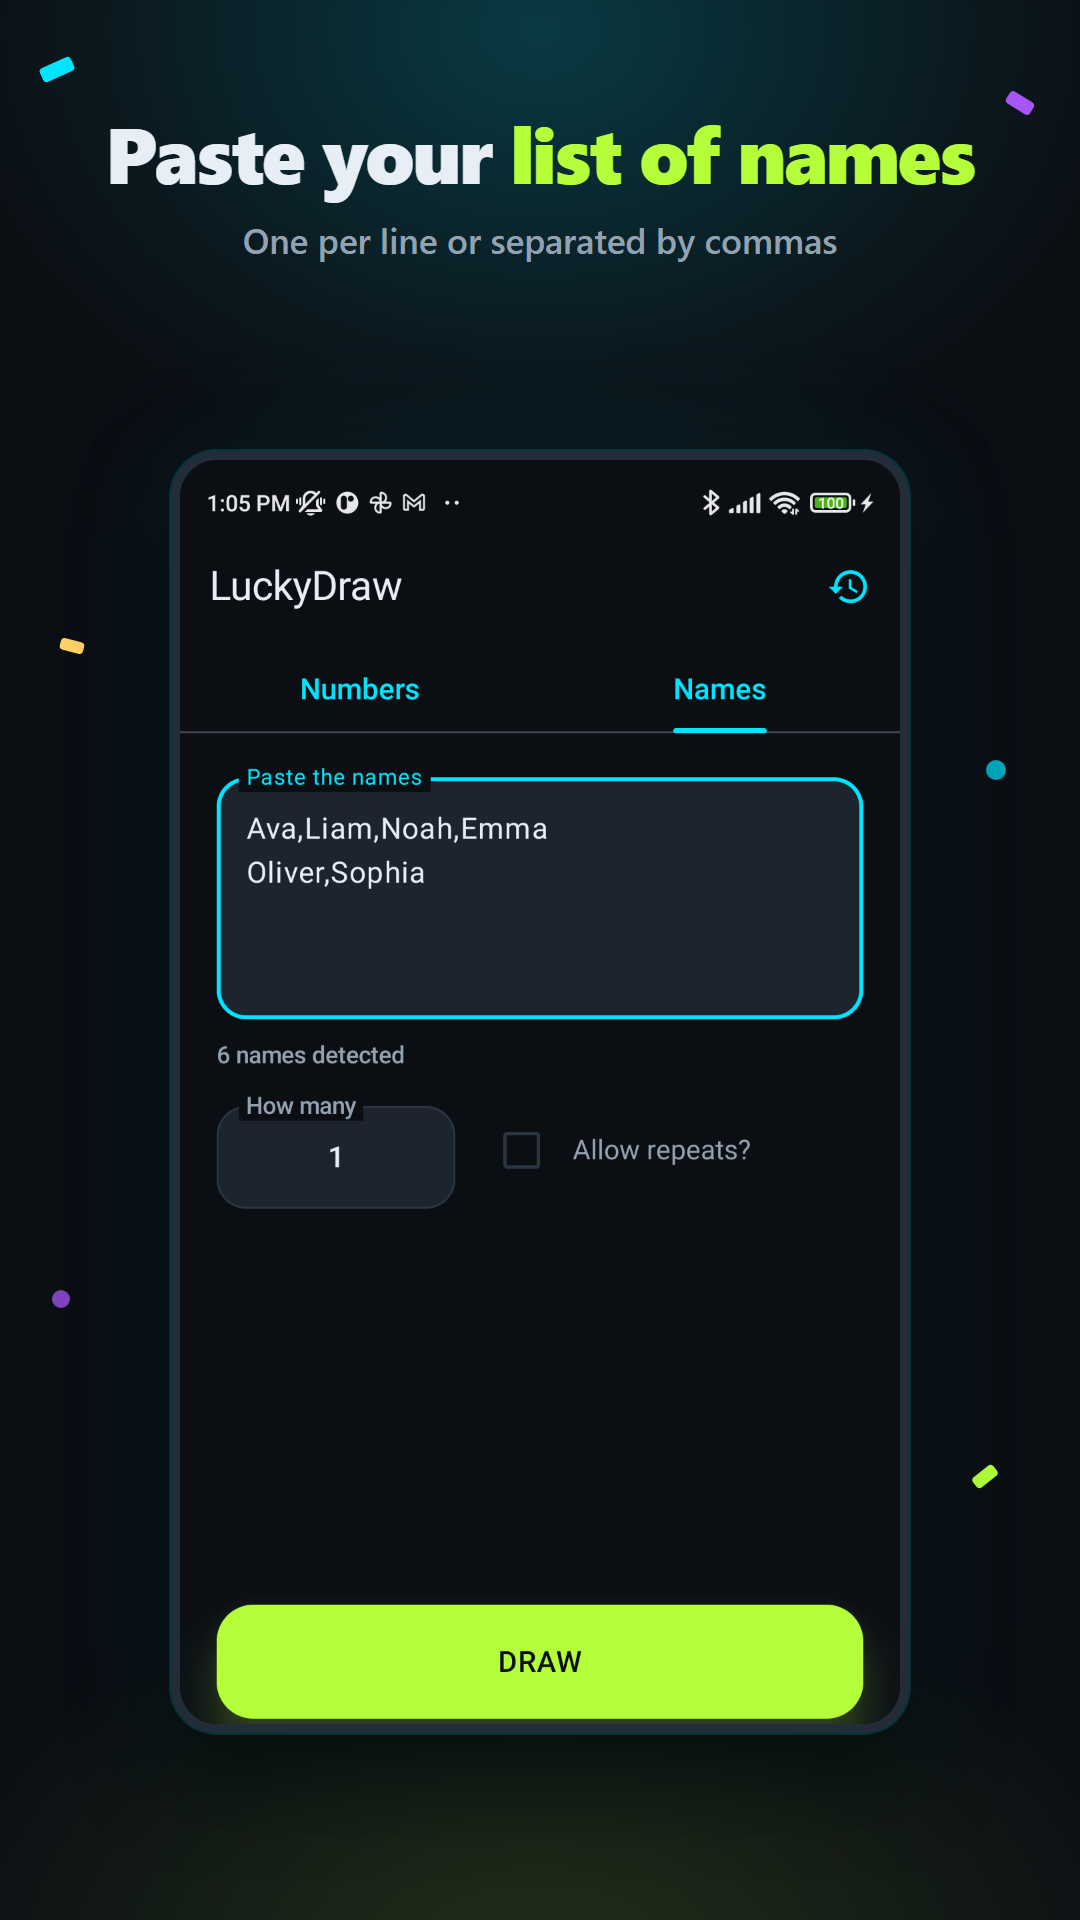 Paste your list of names
One per line or separated by commas
1:05 PM
100
LuckyDraw
Numbers
Names
Paste the names
Ava,Liam,Noah,Emma
Oliver,Sophia
6 names detected
How many
1
Allow repeats?
DRAW